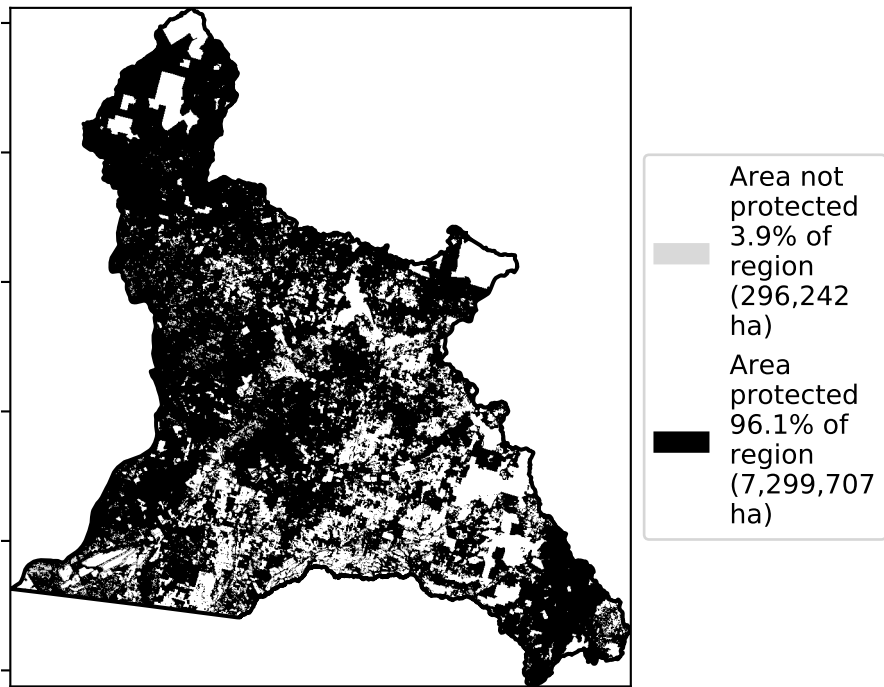 Area not
protected
3.9% of
region
(296,242
ha)
Area
protected
96.1% of
region
(7,299,707
ha)